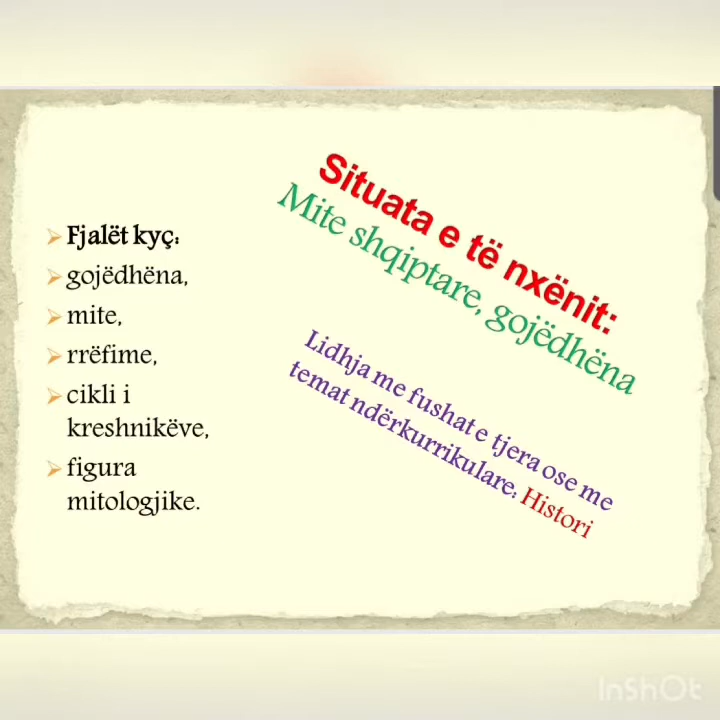 Fjalët kyç:
gojëdhëna,
mite,
rrëfime,
cikli i
kreshnikëve,
figura
mitologjike.
Situata e të nxënit:
Mite shqiptare, gojëdhëna
Lidhja me fushat e tjera ose me
temat ndërkurrikulare: Histori
InShOt